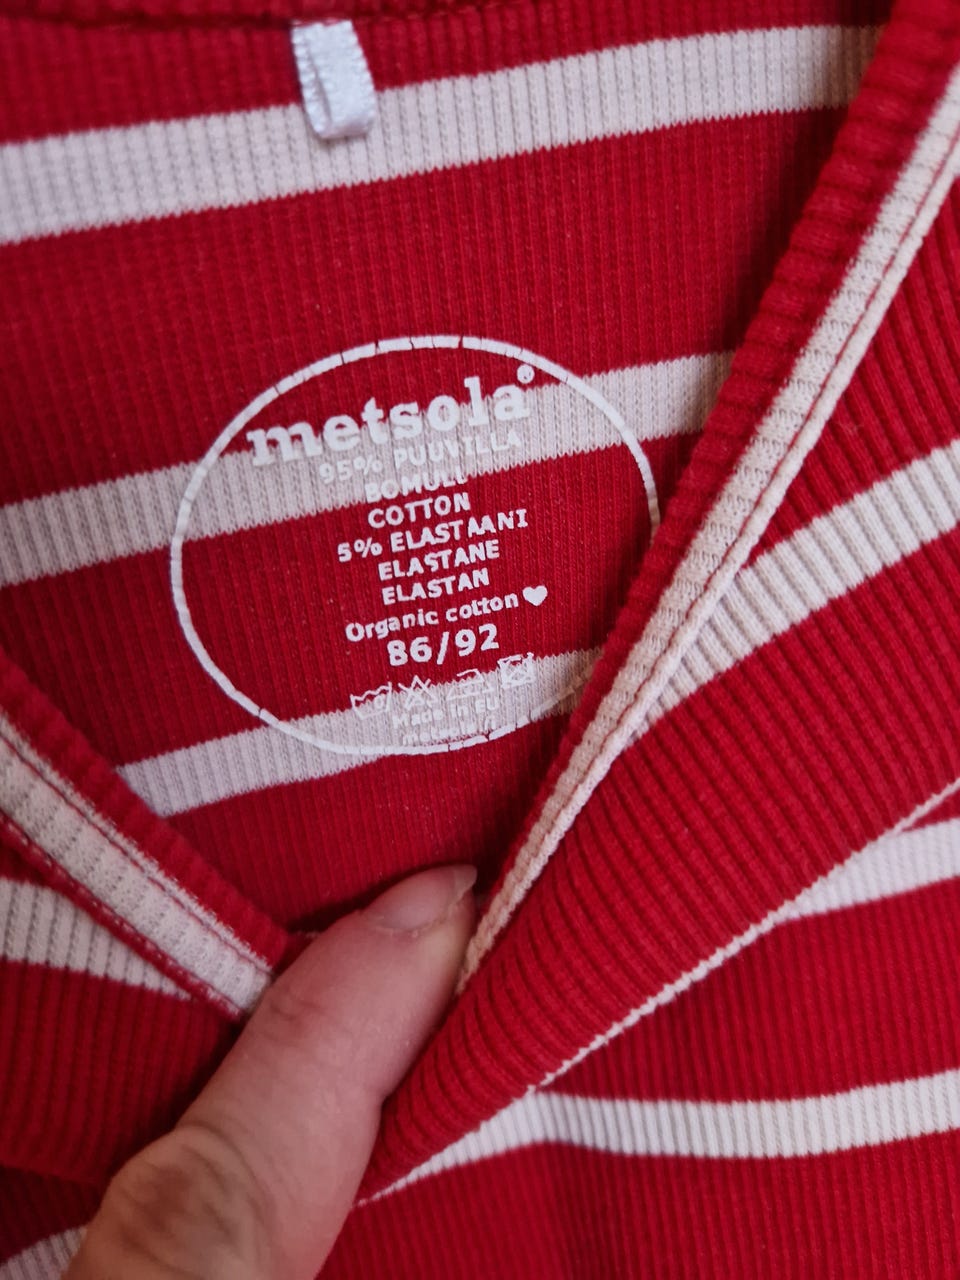 metsola®
95% PUUVILLA
BOMULL
COTTON
5% ELASTAANI
ELASTANE
ELASTAN
Organic cotton
86/92
Made in EU